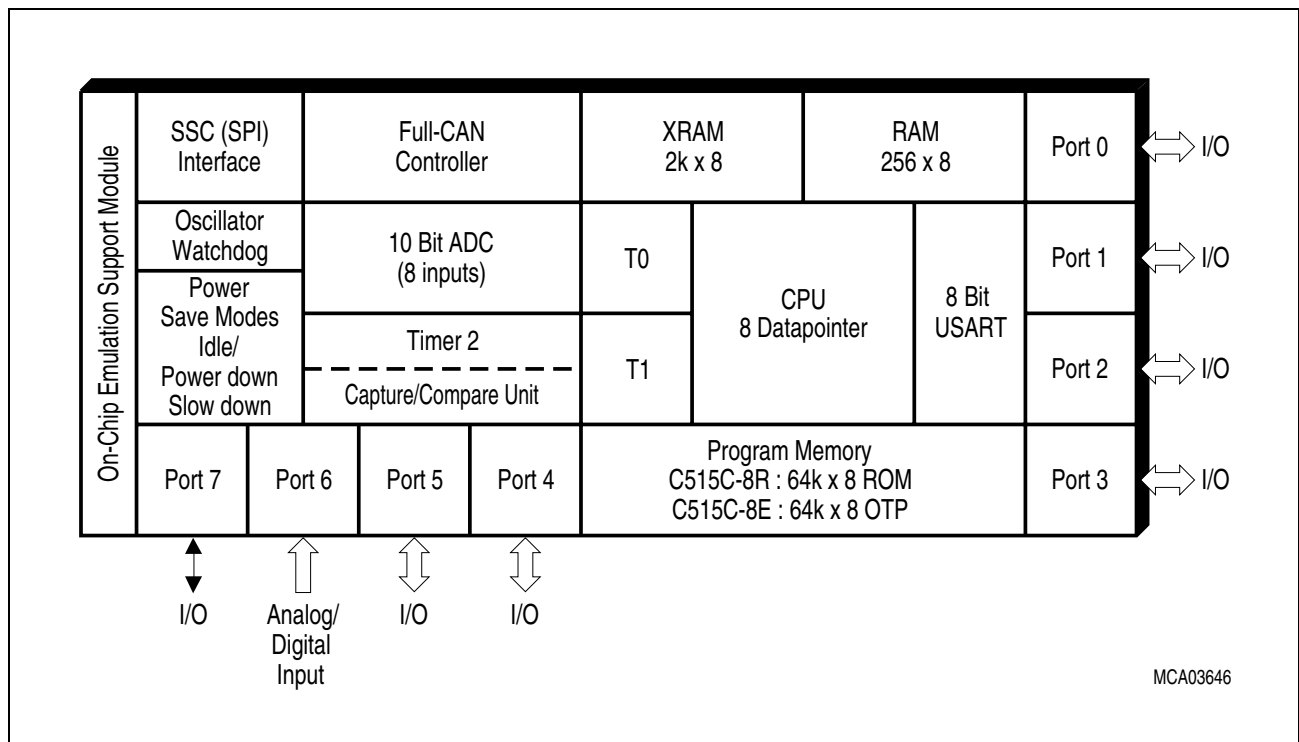 On-Chip Emulation Support Module
SSC (SPI)
Interface
Full-CAN
Controller
XRAM
2k x 8
RAM
256 x 8
Port 0
I/O
Oscillator
Watchdog
10 Bit ADC
(8 inputs)
T0
CPU
8 Datapointer
8 Bit
USART
Port 1
I/O
Power
Save Modes
Idle/
Power down
Slow down
Timer 2
Capture/Compare Unit
T1
Port 2
I/O
Port 7
Port 6
Port 5
Port 4
Program Memory
C515C-8R : 64k x 8 ROM
C515C-8E : 64k x 8 OTP
Port 3
I/O
I/O
Analog/
Digital
Input
I/O
I/O
MCA03646